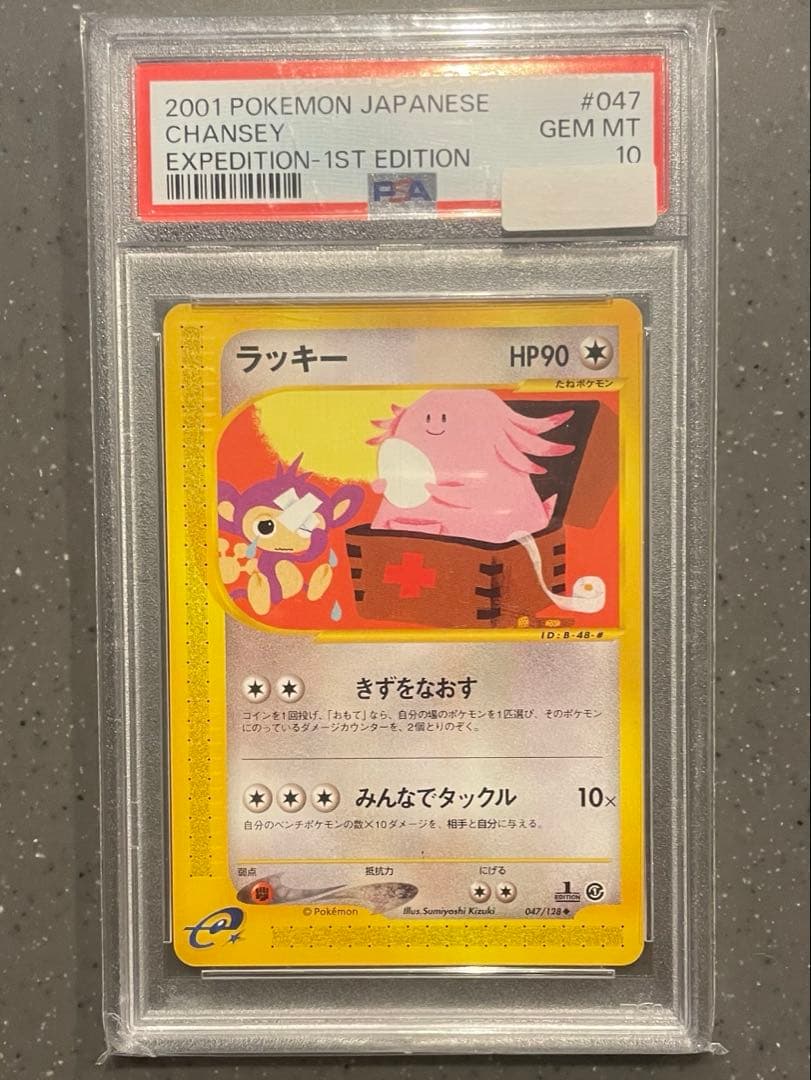 2001 POKEMON JAPANESE #047
CHANSEY GEM MT
EXPEDITION-1ST EDITION 10
PSA
ラッキー HP90
たねポケモン
ID:B-48-#
きずをなおす
コインを1回投げ、「おもて」なら、自分の場のポケモンを1匹選び、そのポケモン
にのっているダメージカウンターを、2個とりのぞく。
みんなでタックル 10×
自分のベンチポケモンの数×10ダメージを、相手と自分に与える。
弱点 抵抗力 にげる
1
EDITION
© Pokémon Illus.Sumiyoshi Kizuki 047/128
e